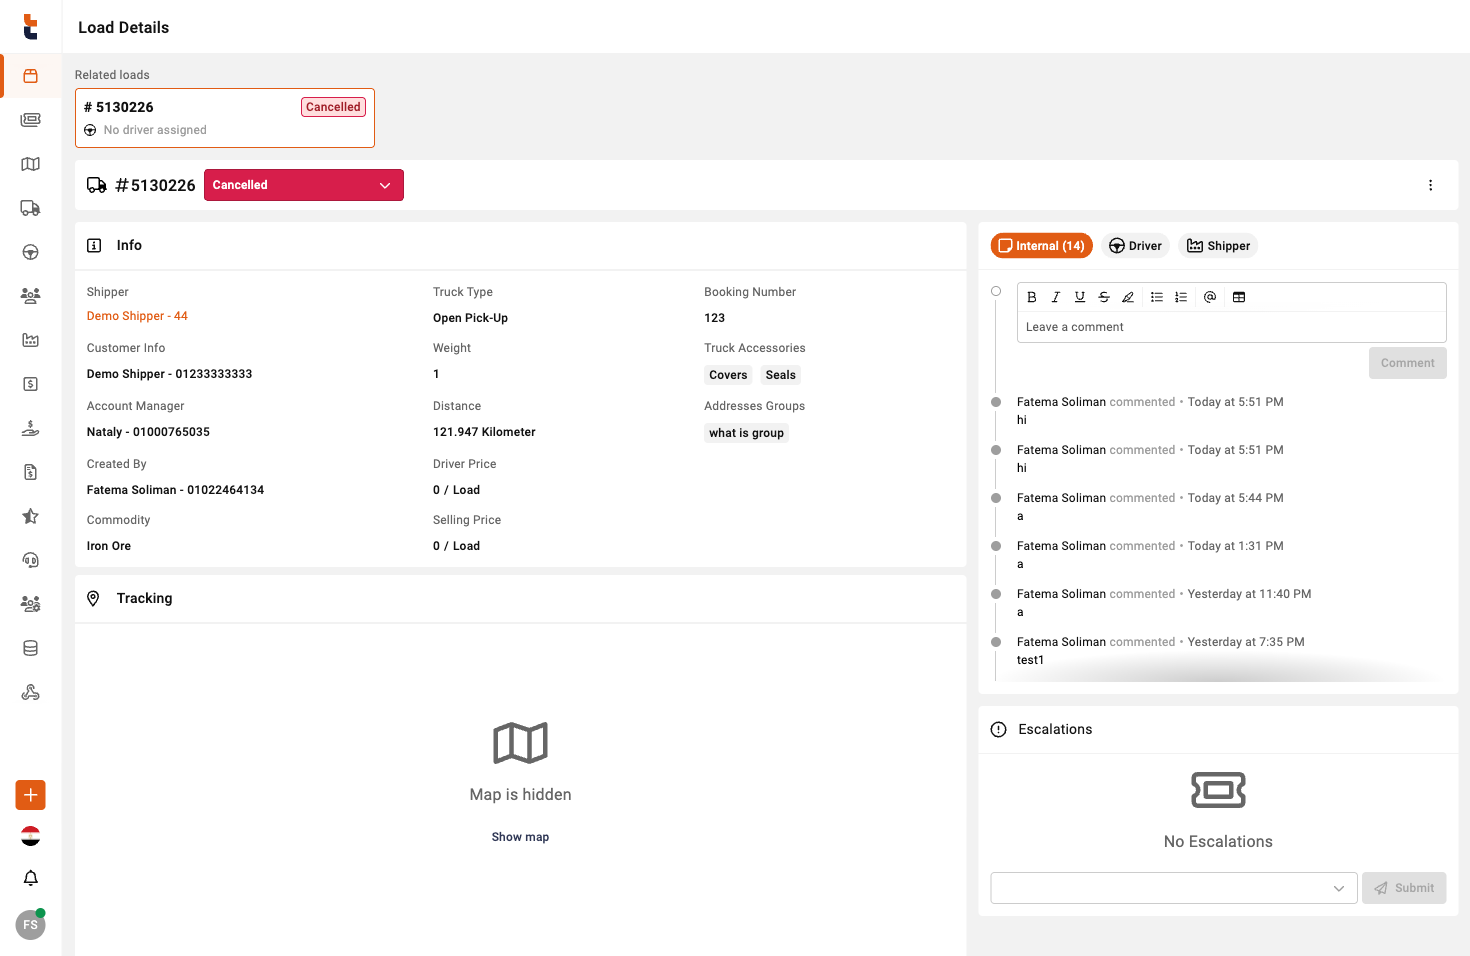 Load Details
Related loads
# 5130226
Cancelled
No driver assigned
#5130226
Cancelled
Info
Shipper
Demo Shipper - 44
Truck Type
Open Pick-Up
Booking Number
123
Customer Info
Demo Shipper - 01233333333
Weight
1
Truck Accessories
Covers
Seals
Account Manager
Nataly - 01000765035
Distance
121.947 Kilometer
Addresses Groups
what is group
Created By
Fatema Soliman - 01022464134
Driver Price
0 / Load
Commodity
Iron Ore
Selling Price
0 / Load
Tracking
Map is hidden
Show map
Internal (14)
Driver
Shipper
Leave a comment
Comment
Fatema Soliman commented • Today at 5:51 PM
hi
Fatema Soliman commented • Today at 5:51 PM
hi
Fatema Soliman commented • Today at 5:44 PM
a
Fatema Soliman commented • Today at 1:31 PM
a
Fatema Soliman commented • Yesterday at 11:40 PM
a
Fatema Soliman commented • Yesterday at 7:35 PM
test1
Escalations
No Escalations
Submit
FS